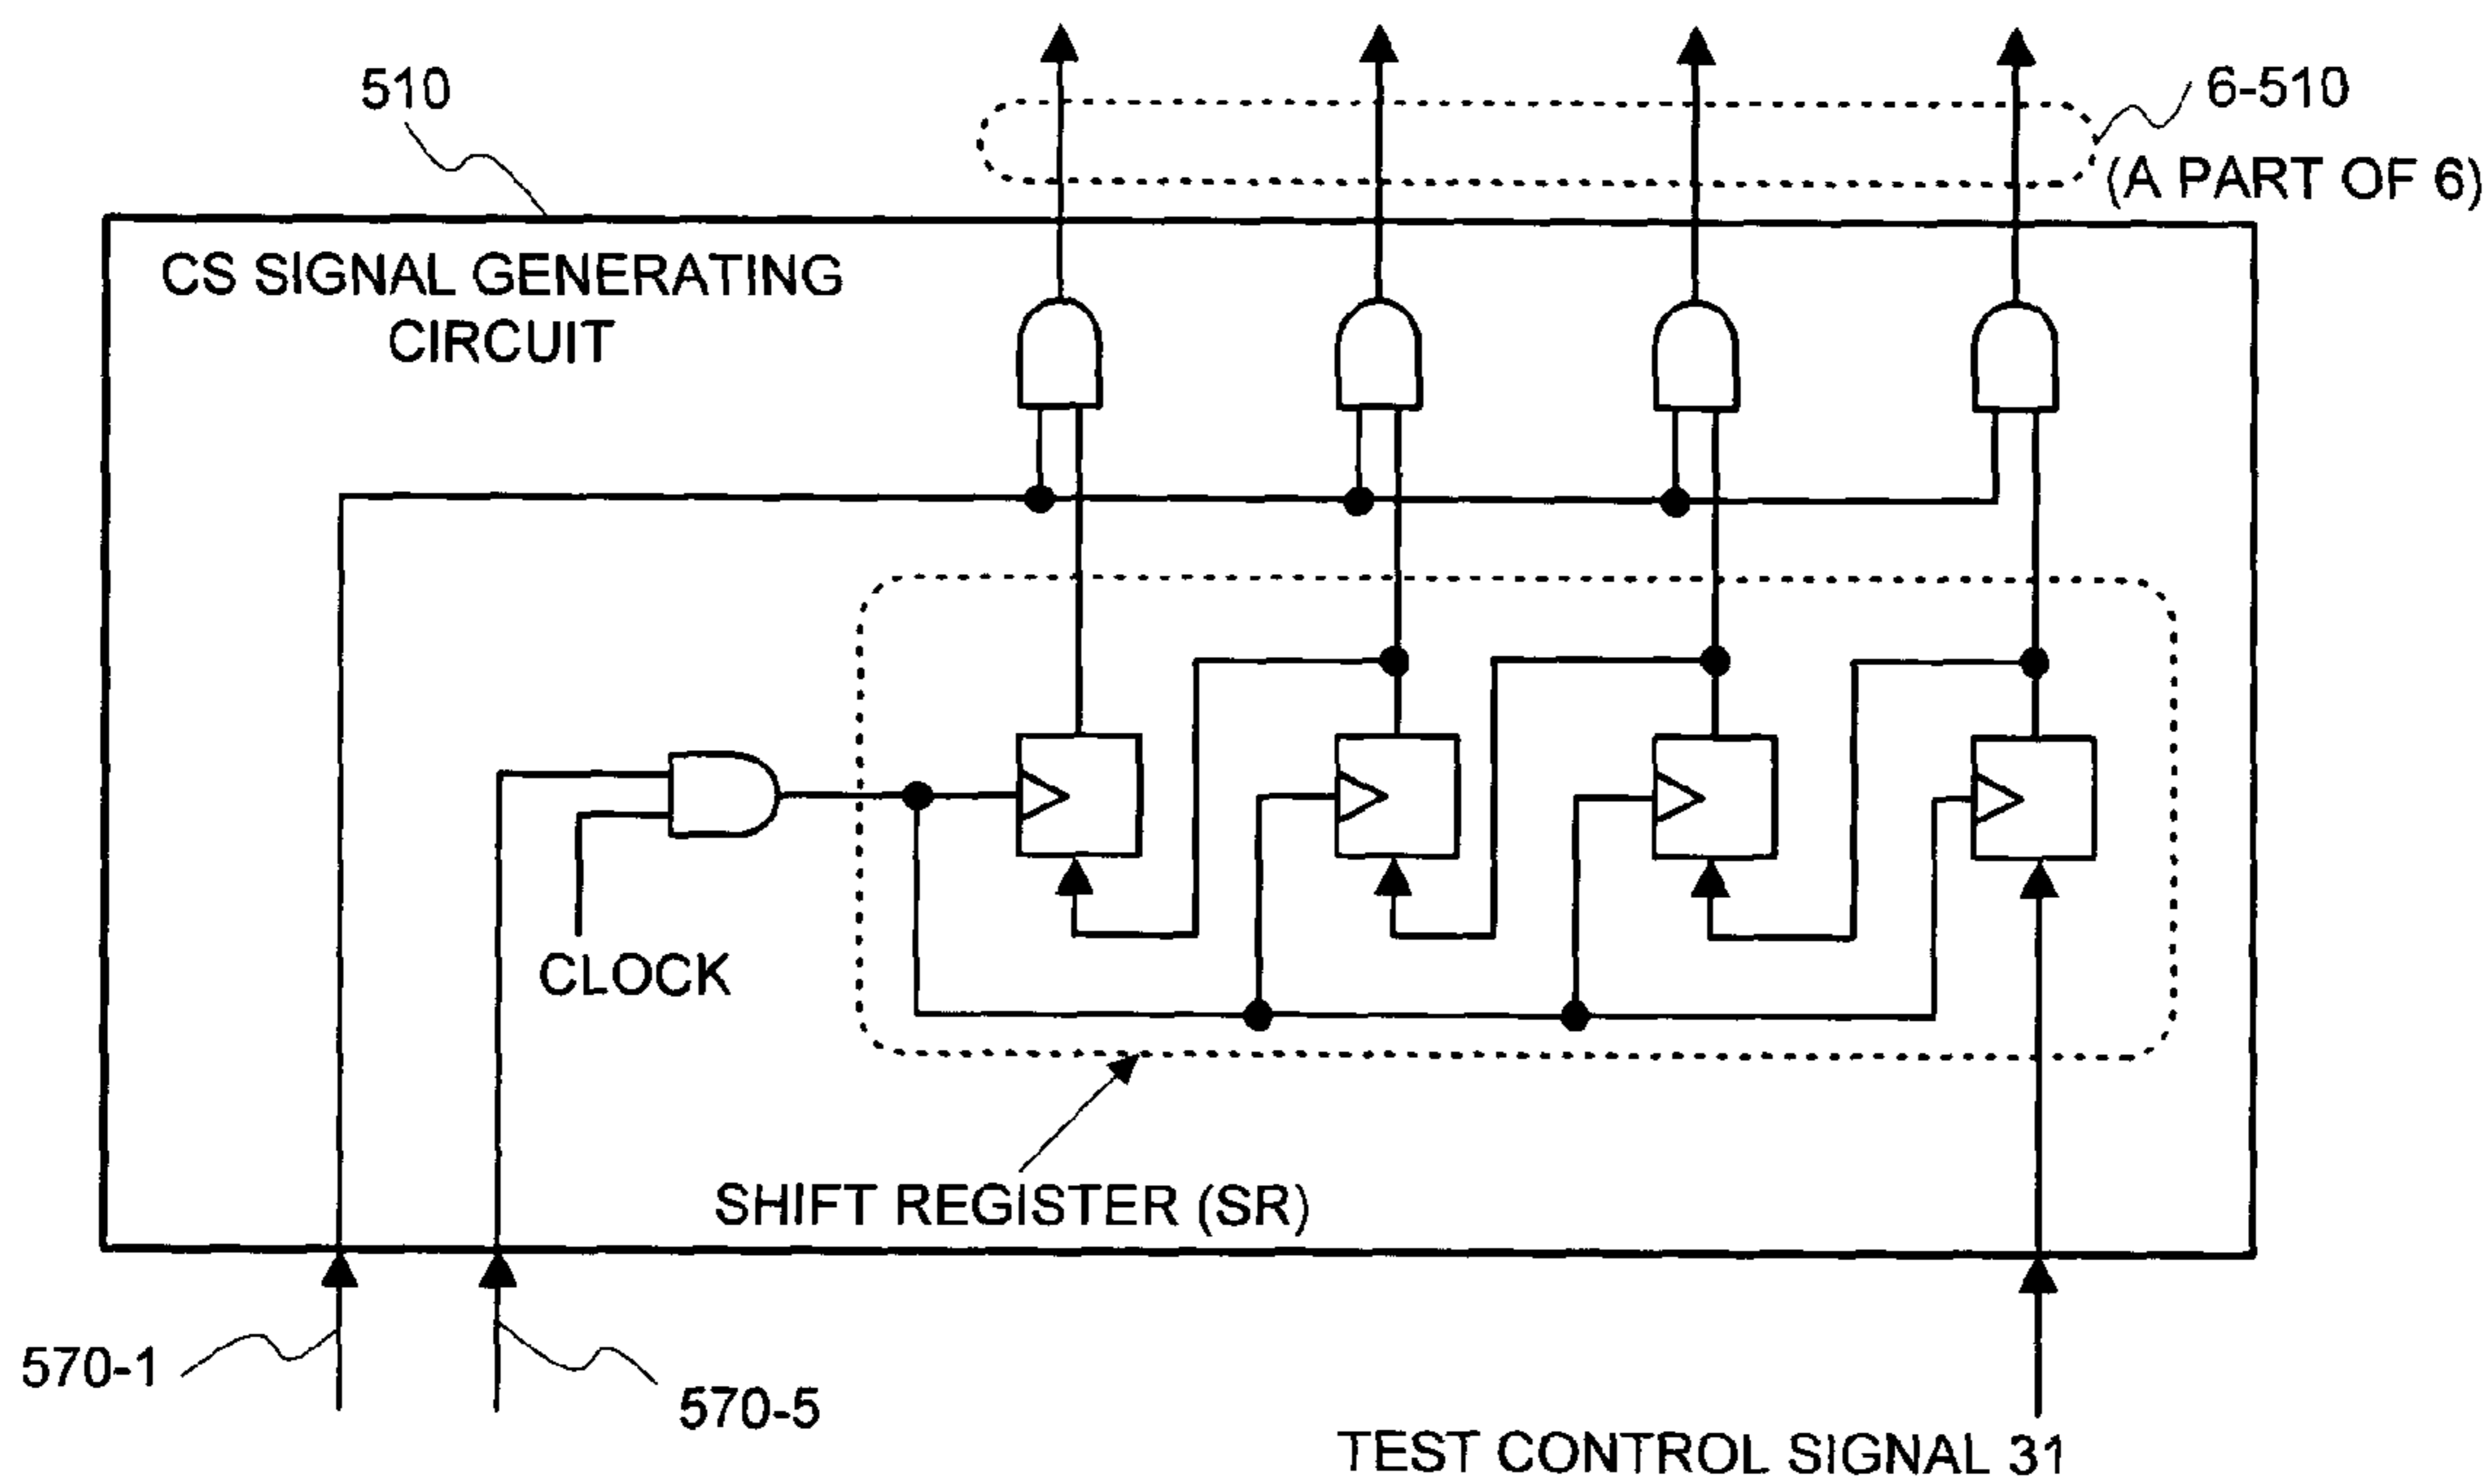 510
6-510
(A PART OF 6)
CS SIGNAL GENERATING
CIRCUIT
CLOCK
SHIFT REGISTER (SR)
570-1
570-5
TEST CONTROL SIGNAL 31